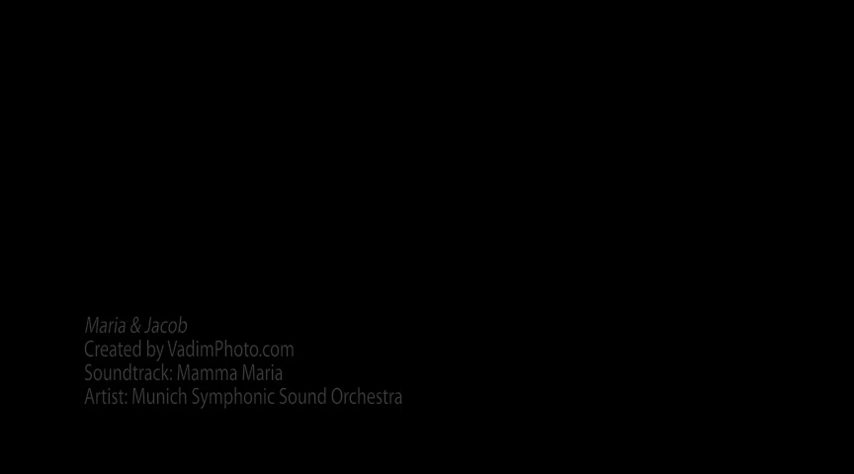 Maria & Jacob
Created by VadimPhoto.com
Soundtrack: Mamma Maria
Artist: Munich Symphonic Sound Orchestra